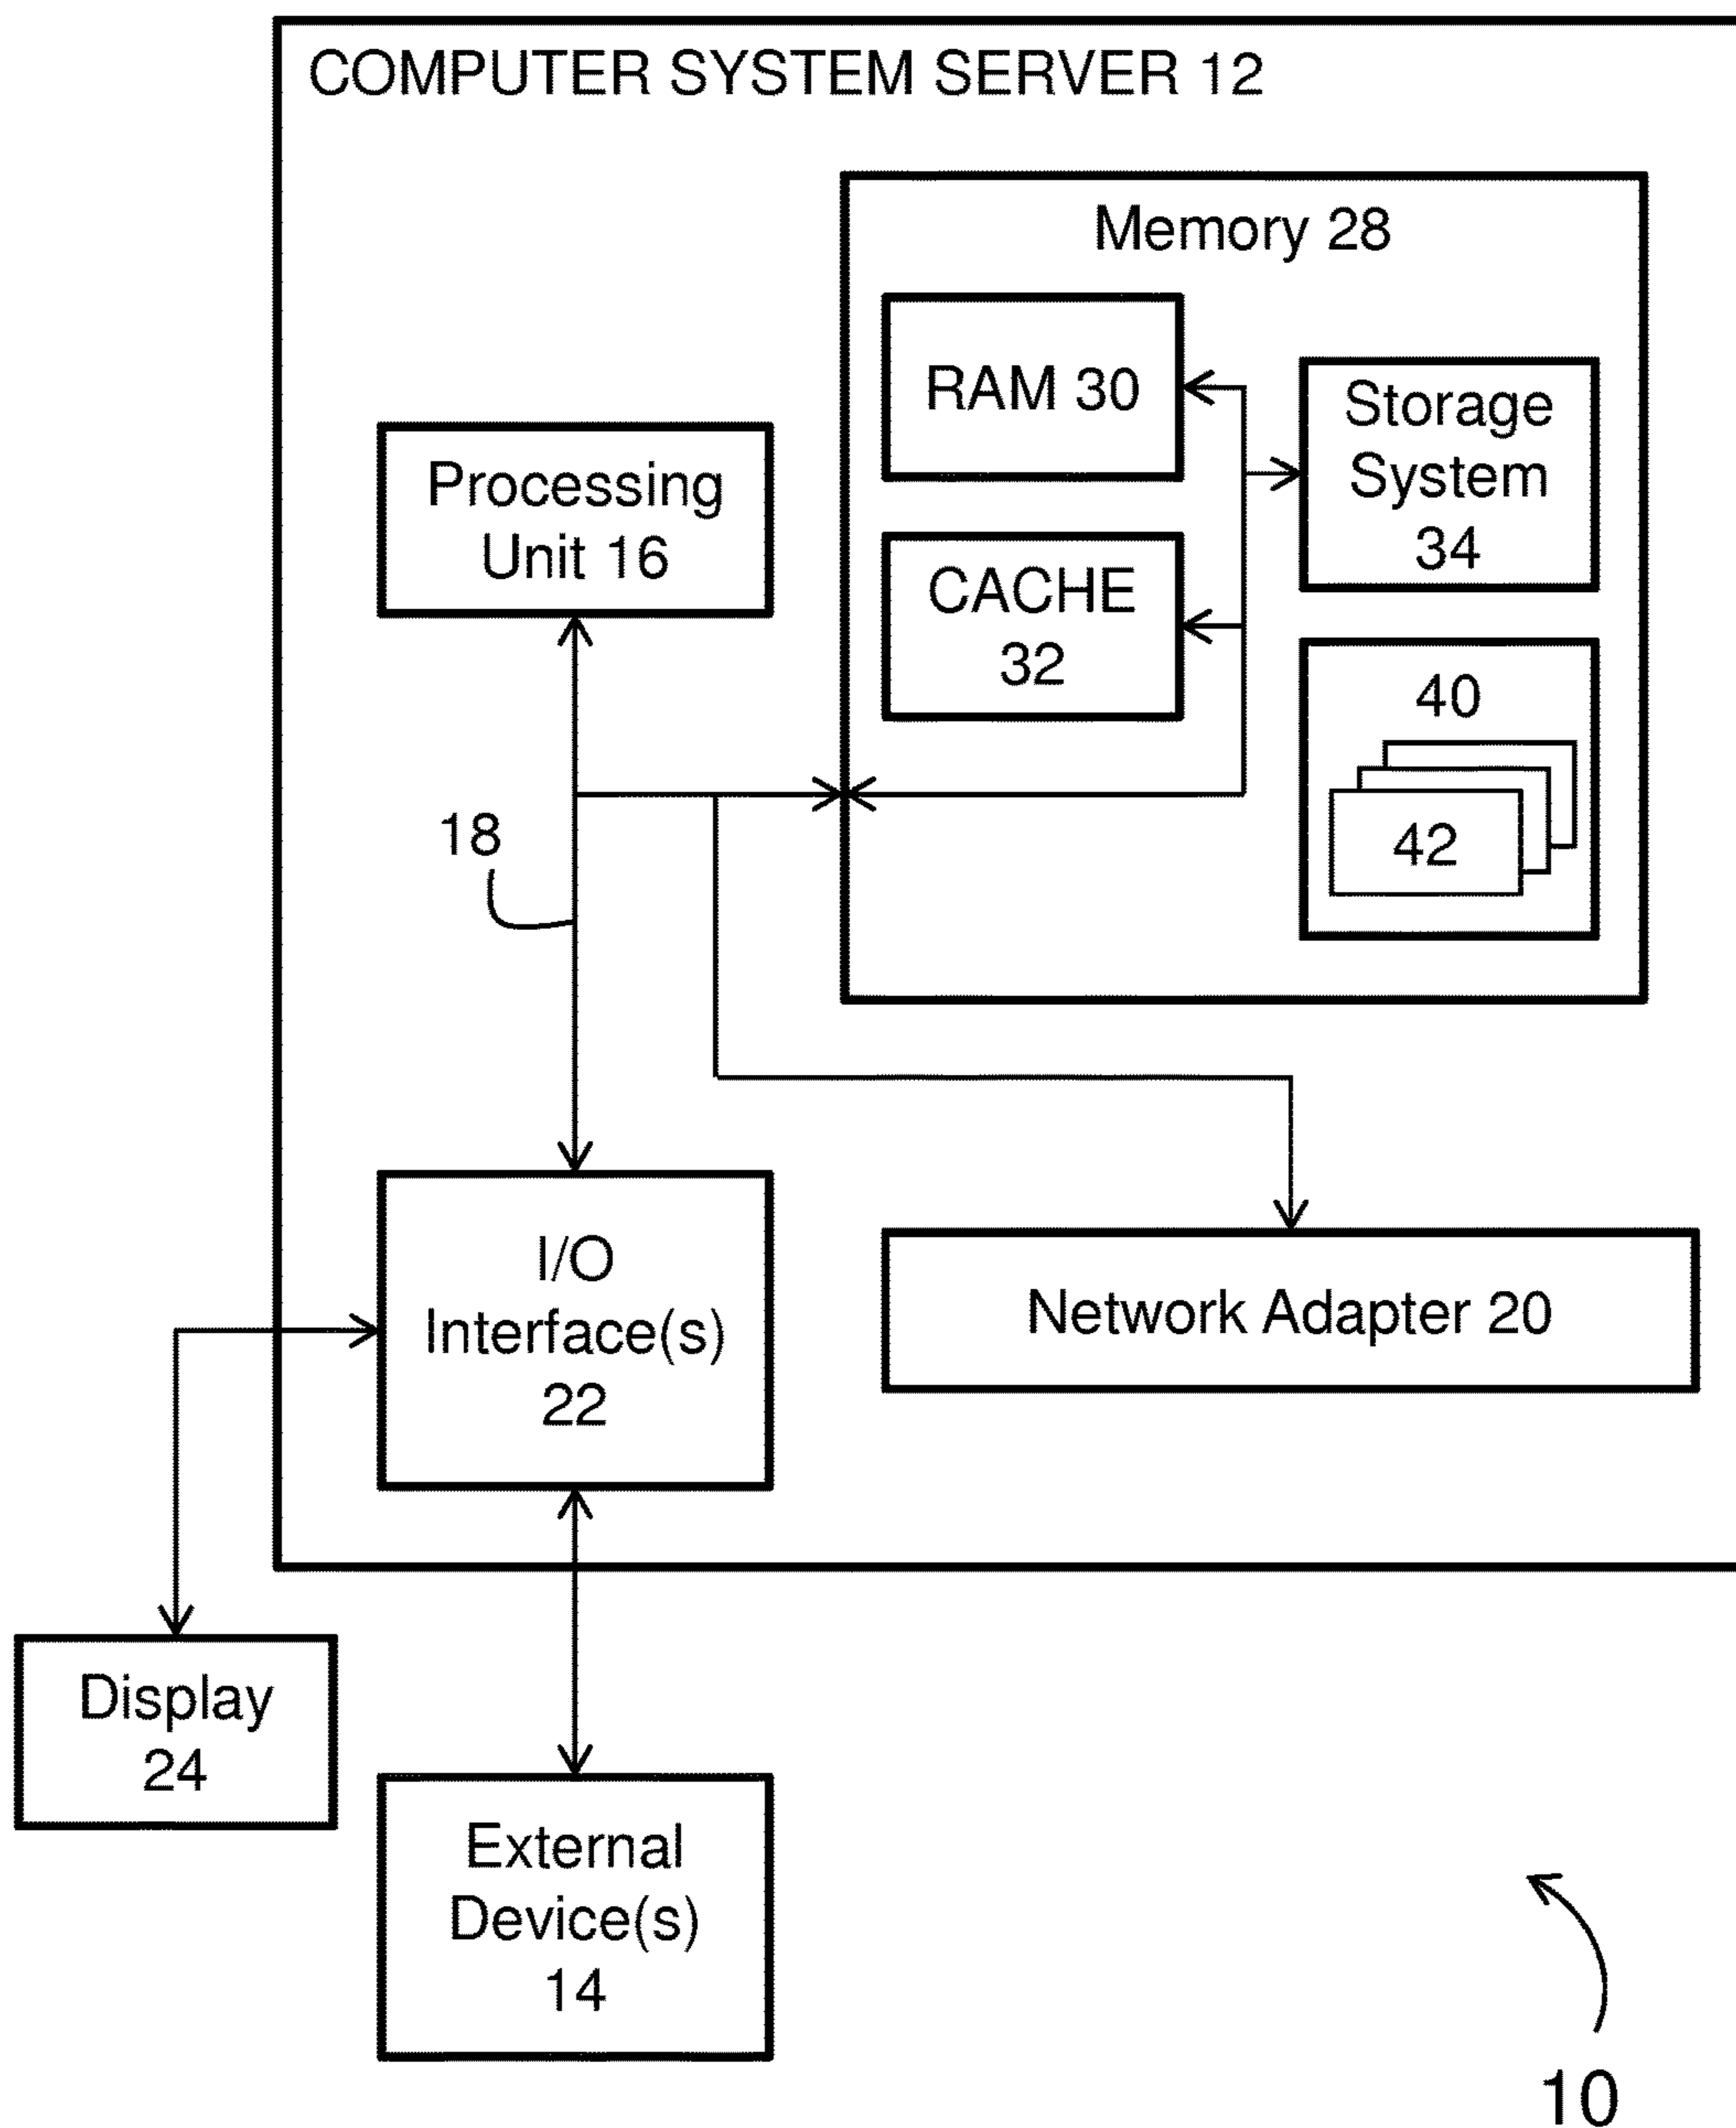 COMPUTER SYSTEM SERVER 12
Memory 28
RAM 30
Storage
System
34
Processing
Unit 16
CACHE
32
40
42
18
I/O
Interface(s)
22
Network Adapter 20
Display
24
External
Device(s)
14
10